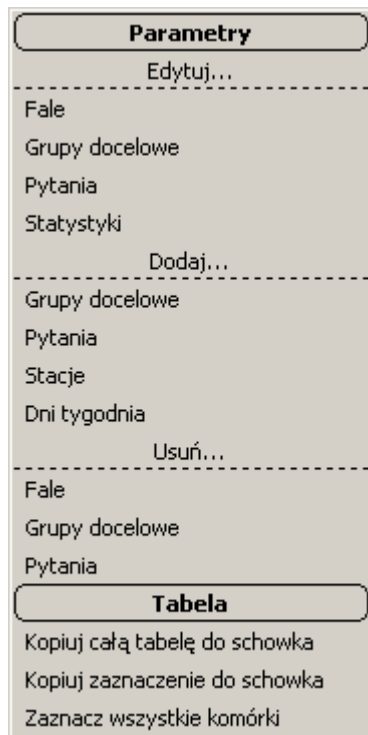 Parametry
Edytuj...
Fale
Grupy docelowe
Pytania
Statystyki
Dodaj...
Grupy docelowe
Pytania
Stacje
Dni tygodnia
Usuń...
Fale
Grupy docelowe
Pytania
Tabela
Kopiuj całą tabelę do schowka
Kopiuj zaznaczenie do schowka
Zaznacz wszystkie komórki